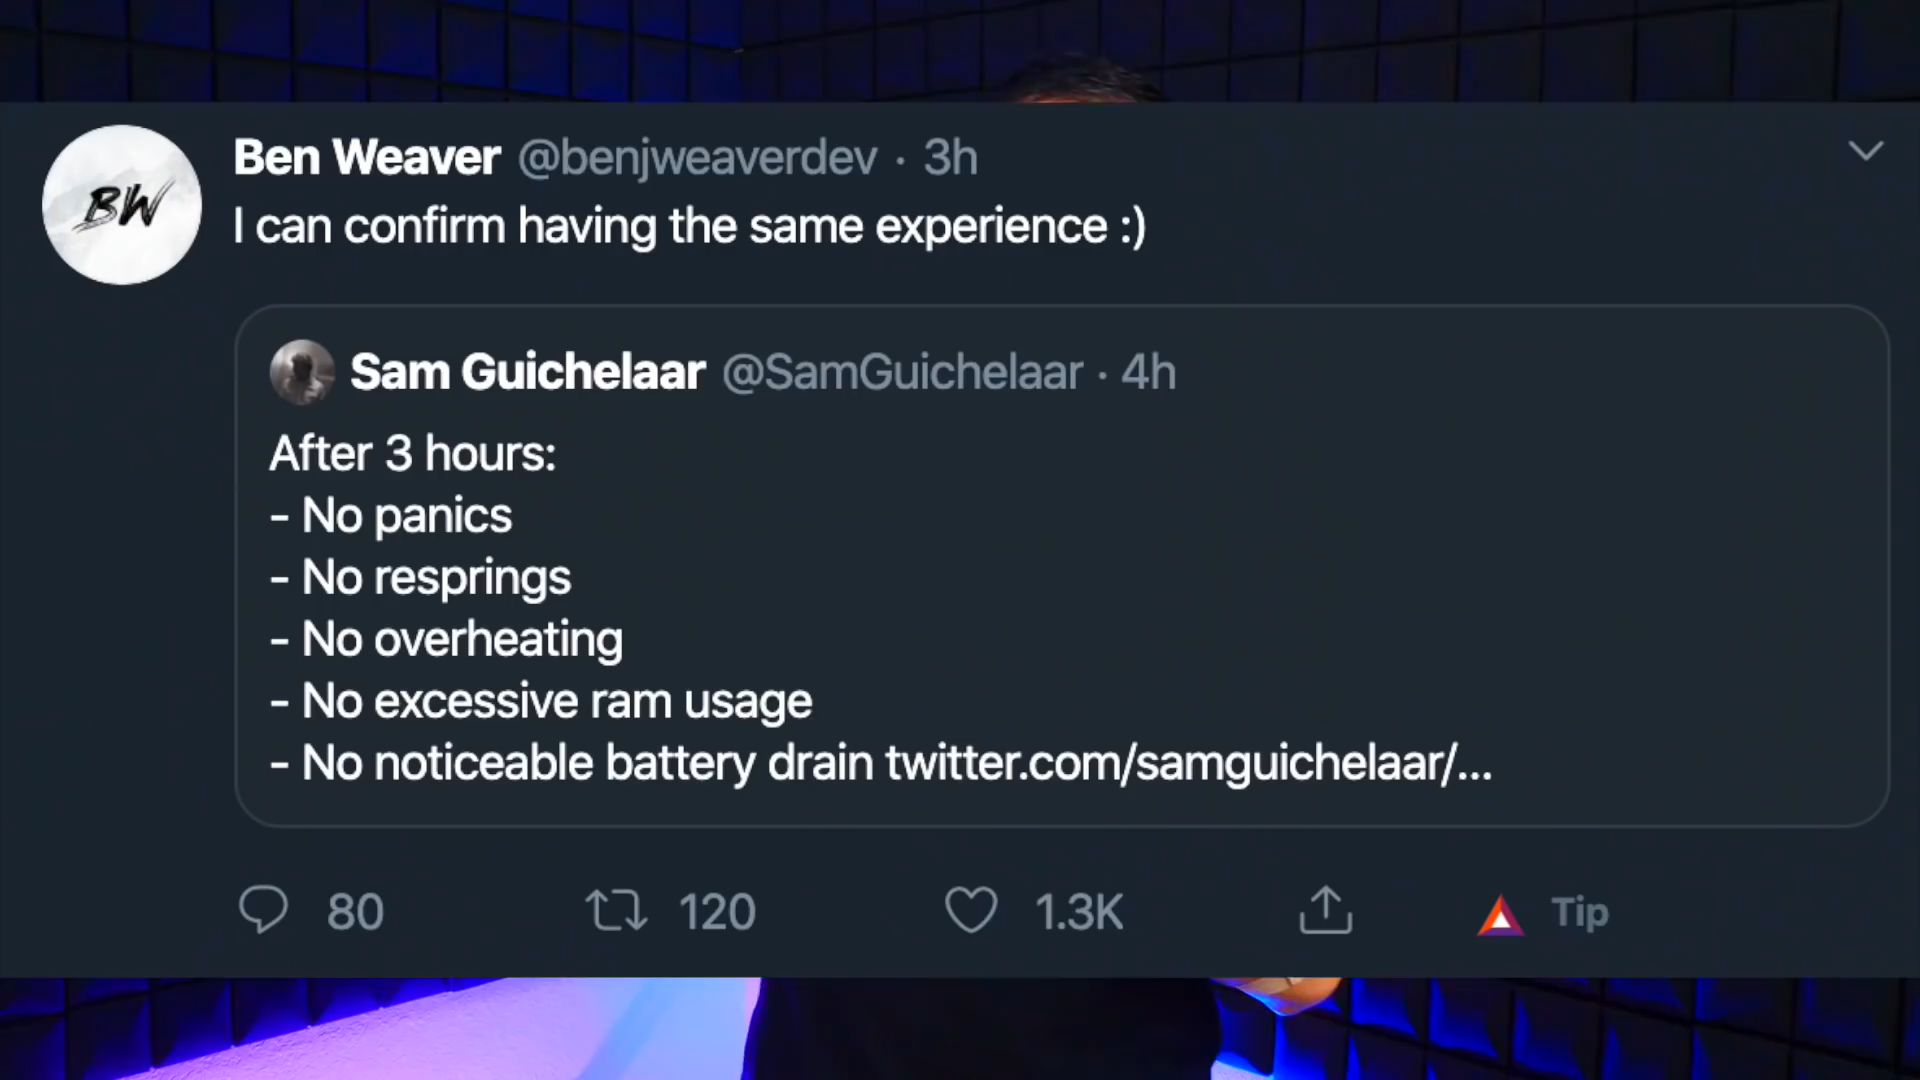 BW
Ben Weaver @benjweaverdev · 3h
I can confirm having the same experience :)
Sam Guichelaar @SamGuichelaar · 4h
After 3 hours:
- No panics
- No resprings
- No overheating
- No excessive ram usage
- No noticeable battery drain twitter.com/samguichelaar/...
80 120 1.3K Tip